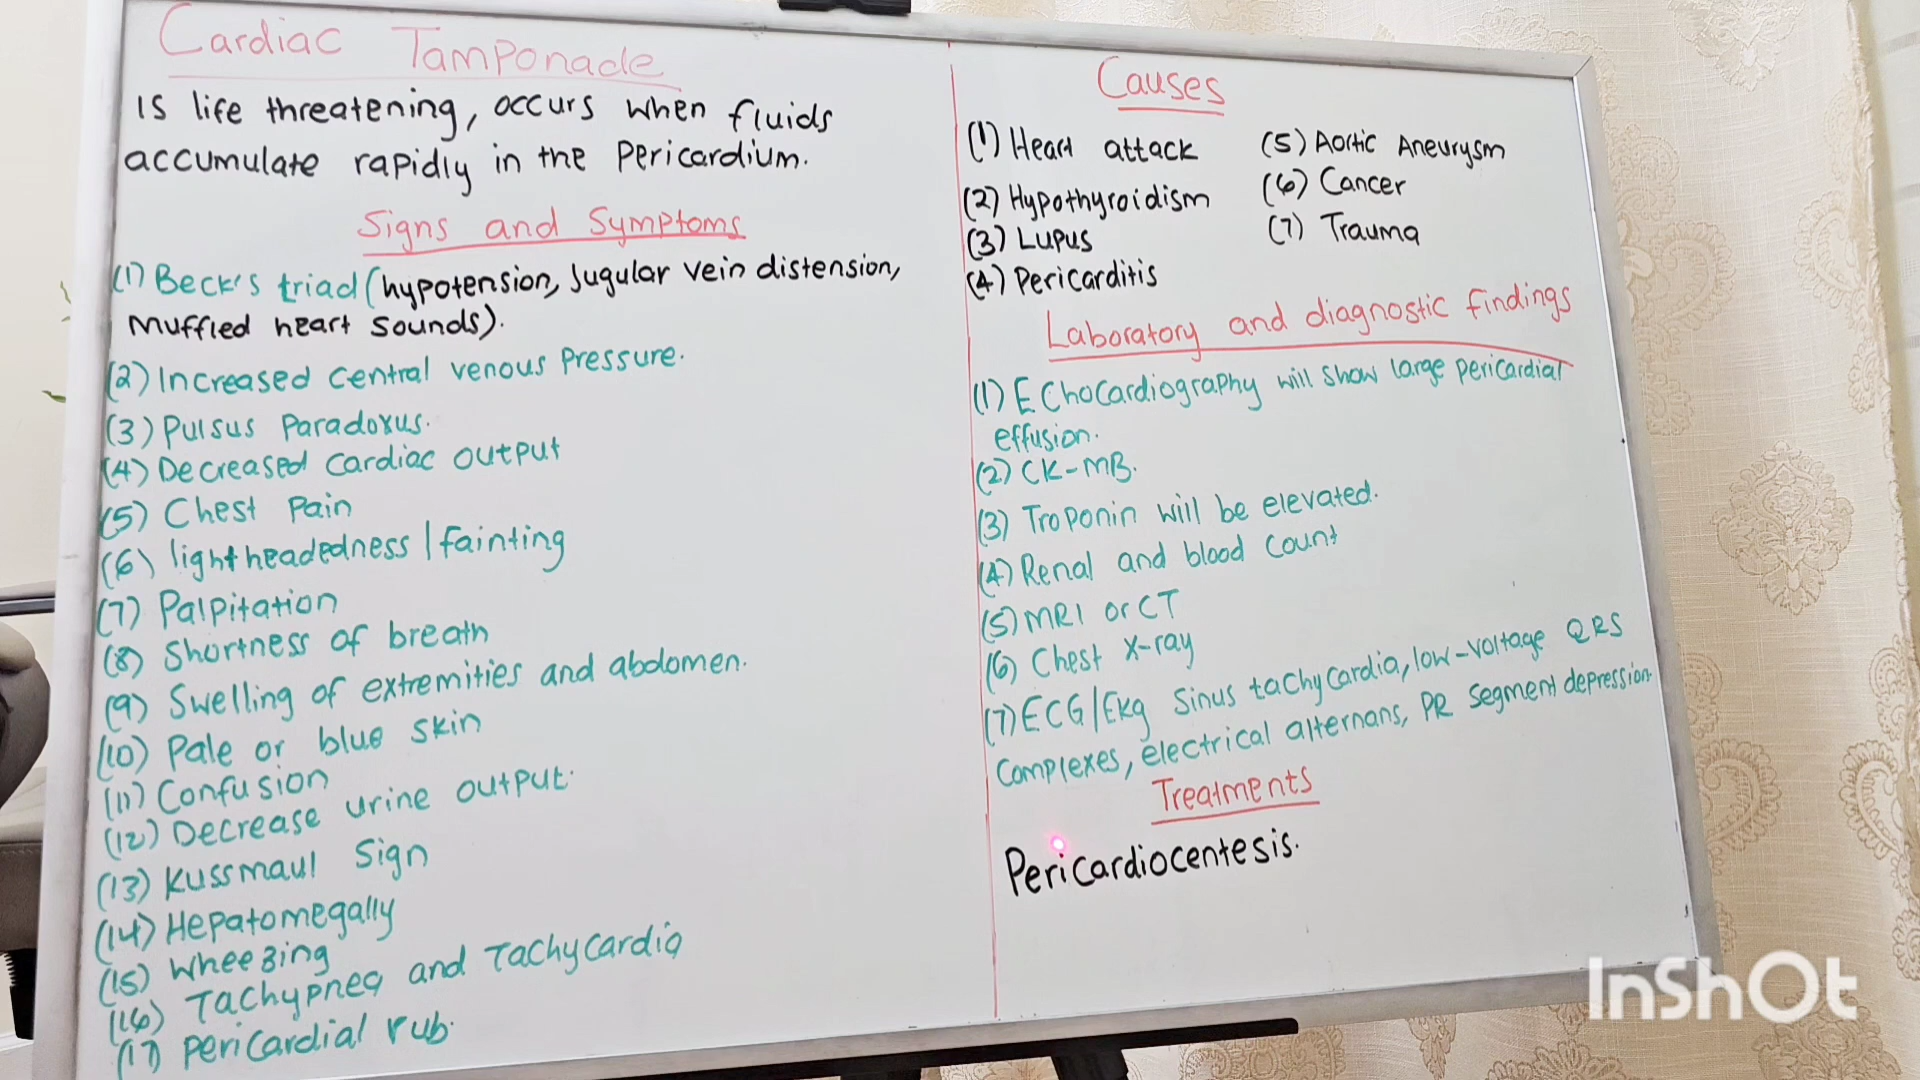 Cardiac Tamponade
is life threatening, occurs when fluids
accumulate rapidly in the Pericardium.
Signs and Symptoms
(1) Beck's triad (hypotension, Jugular vein distension,
Muffled heart sounds).
(2) Increased central venous Pressure.
(3) Pulsus Paradoxus.
(4) Decreased cardiac output
(5) Chest Pain
(6) lightheadedness / fainting
(7) Palpitation
(8) Shortness of breath
(9) Swelling of extremities and abdomen.
(10) Pale or blue skin
(11) Confusion
(12) Decrease urine output.
(13) Kussmaul Sign
(14) Hepatomegally
(15) Wheezing
(16) Tachypnea and Tachycardia
(17) Pericardial rub.
Causes
(1) Heart attack
(2) Hypothyroidism
(3) Lupus
(4) Pericarditis
(5) Aortic Aneurysm
(6) Cancer
(7) Trauma
Laboratory and diagnostic findings
(1) Echocardiography will show large pericardial
effusion.
(2) CK-MB.
(3) Troponin will be elevated.
(4) Renal and blood count
(5) MRI or CT
(6) Chest X-ray
(7) ECG/Ekg Sinus tachycardia, low-voltage QRS
complexes, electrical alternans, PR segment depression.
Treatments
Pericardiocentesis.
InShOt